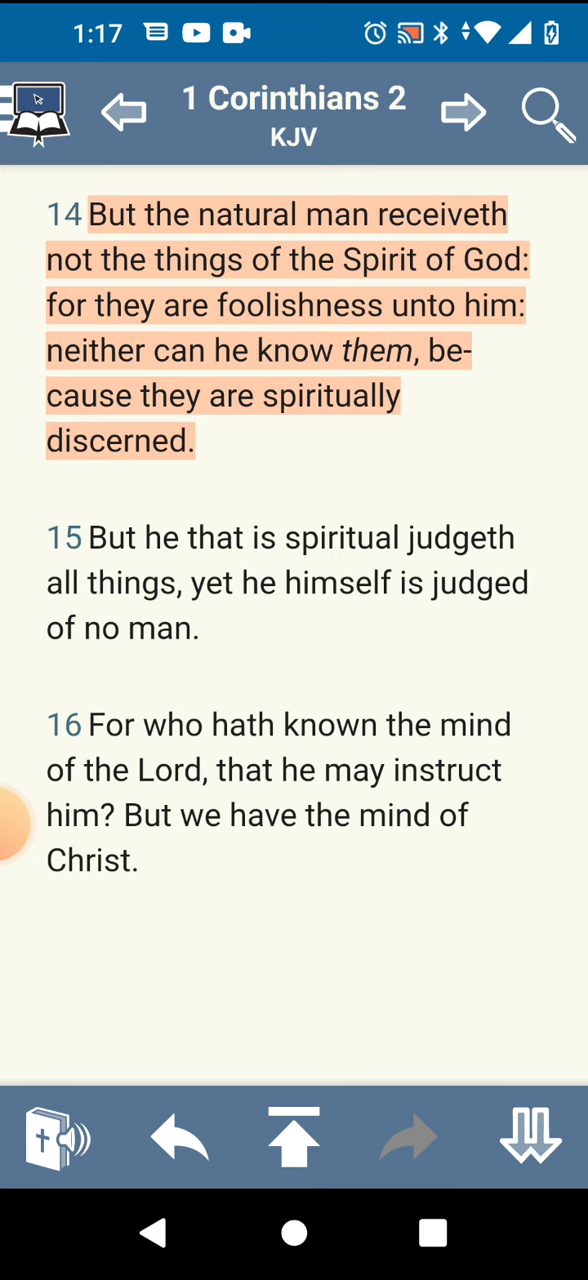 1:17
1 Corinthians 2
KJV
14 But the natural man receiveth
not the things of the Spirit of God:
for they are foolishness unto him:
neither can he know them, be-
cause they are spiritually
discerned.
15 But he that is spiritual judgeth
all things, yet he himself is judged
of no man.
16 For who hath known the mind
of the Lord, that he may instruct
him? But we have the mind of
Christ.